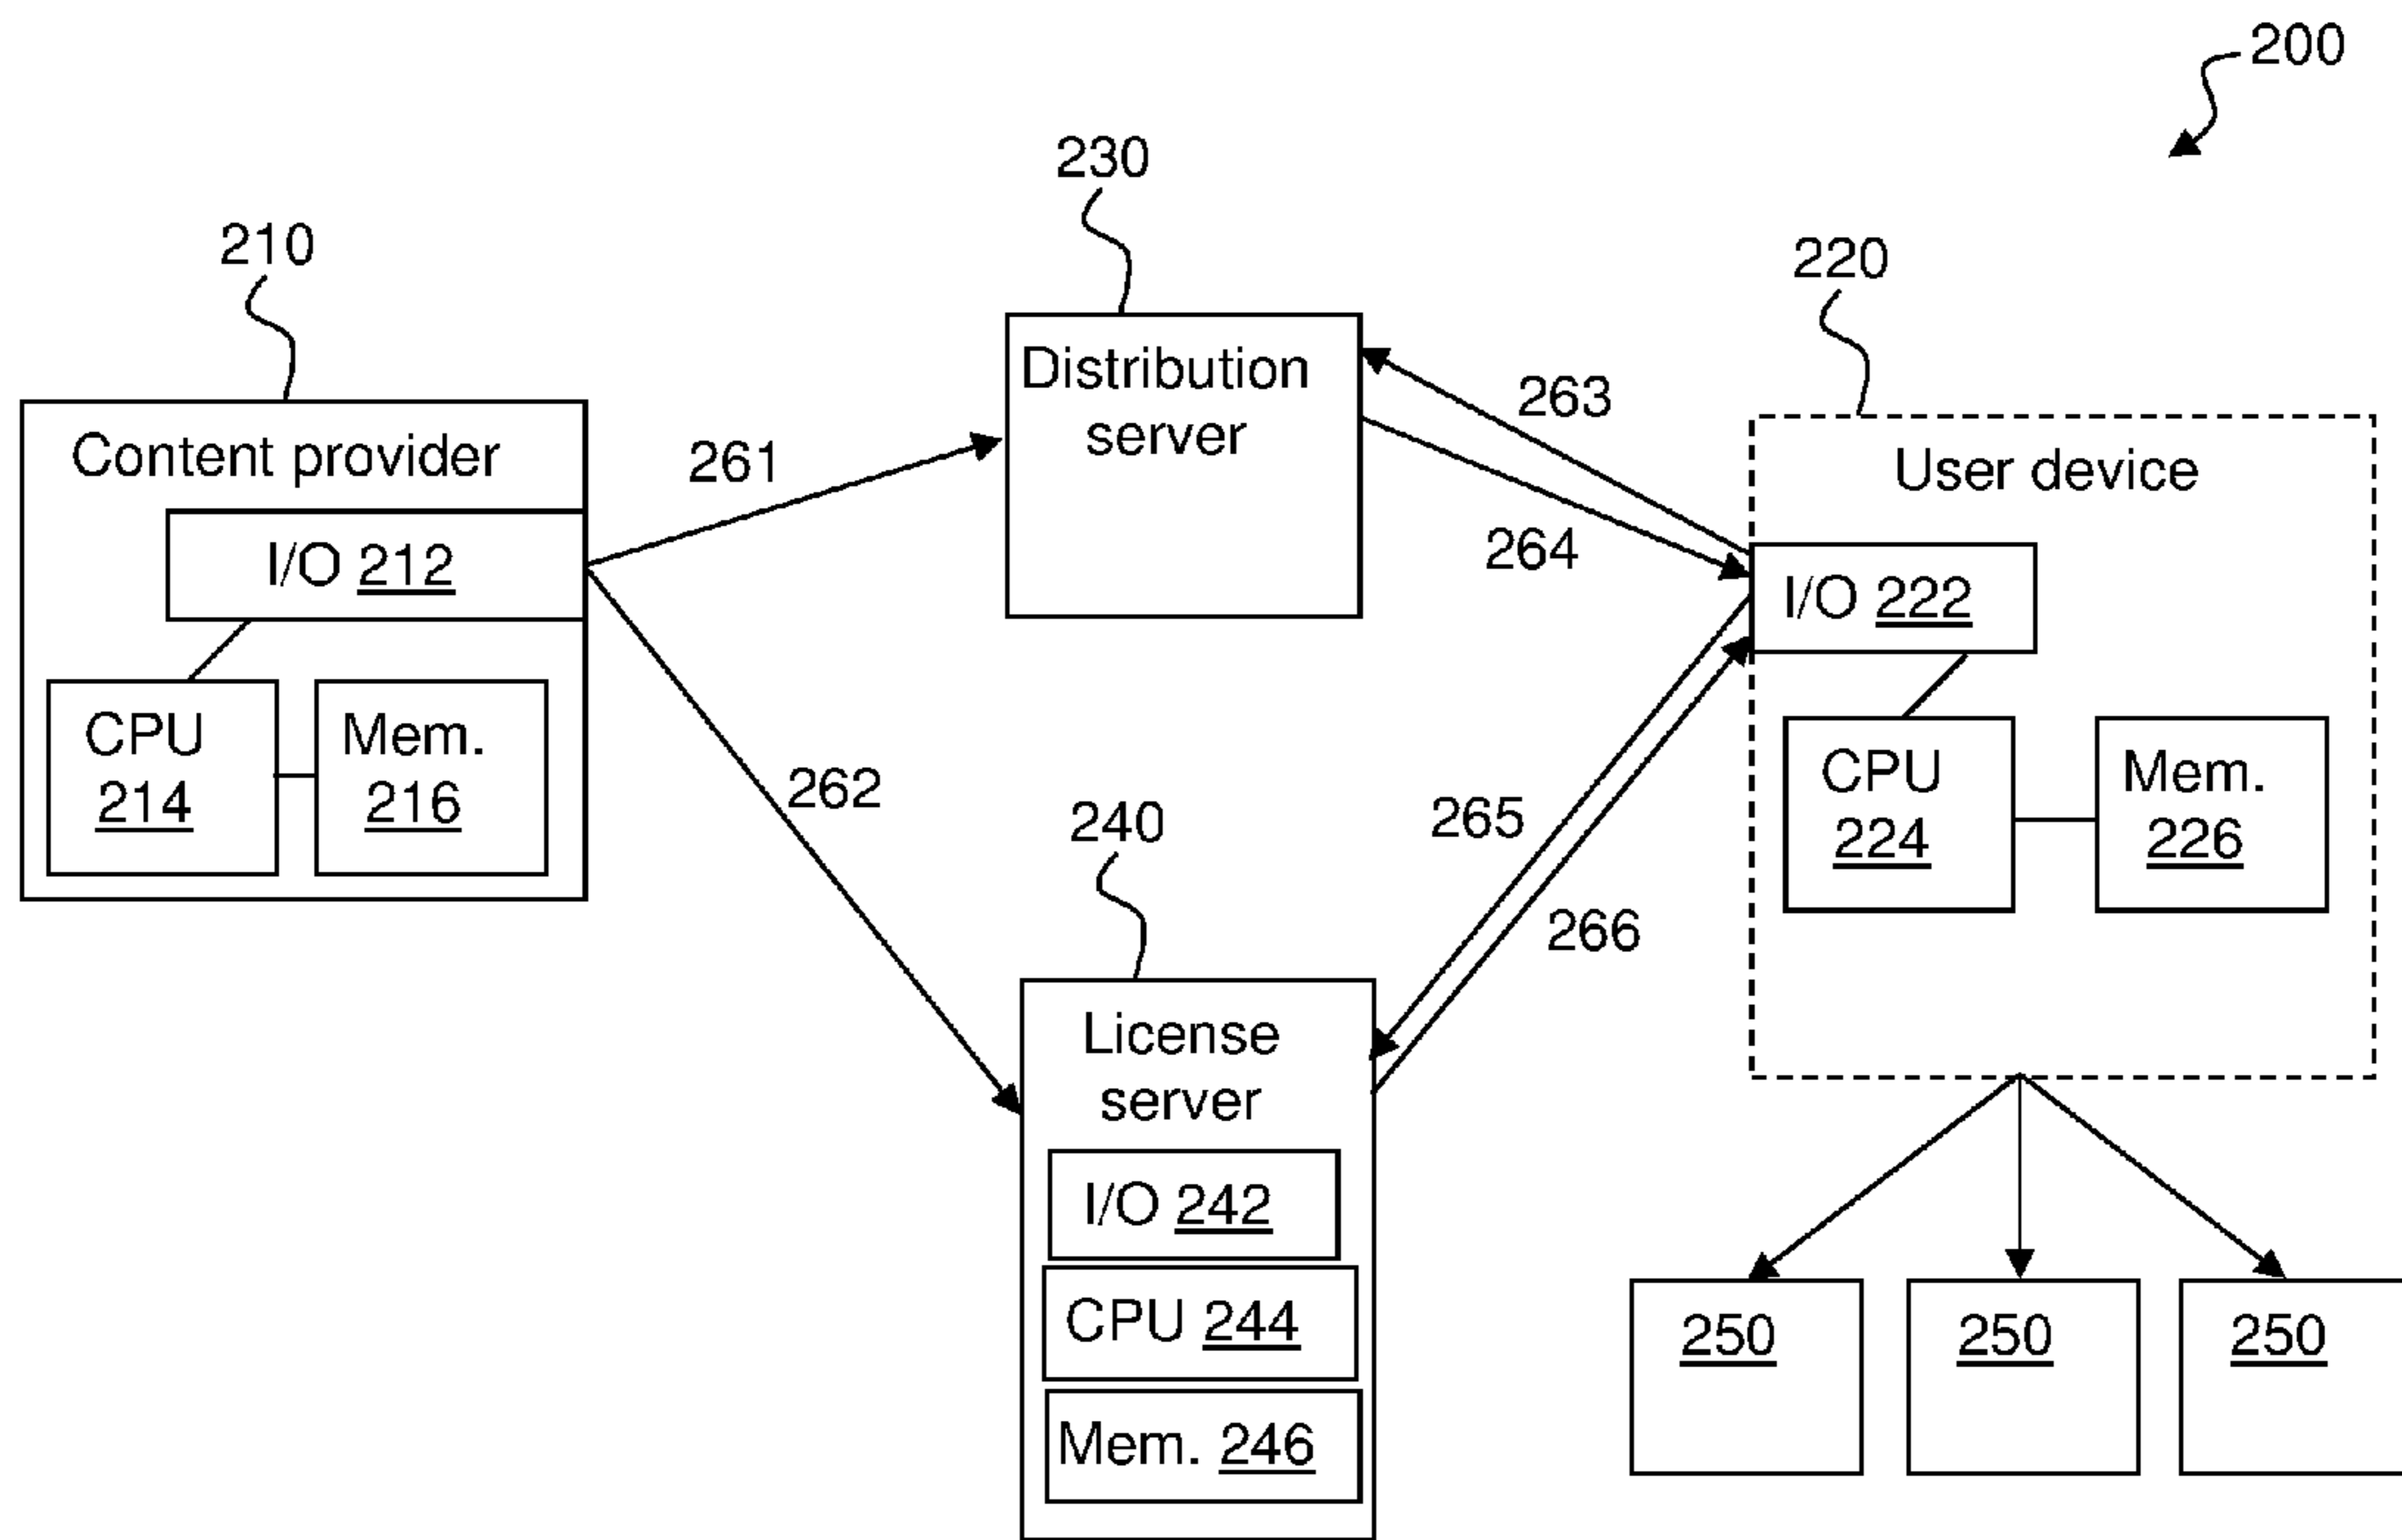 200
230
210
220
Distribution
server
263
Content provider
261
User device
264
I/O 212
I/O 222
CPU
214
Mem.
216
262
CPU
224
Mem.
226
240
265
266
License
server
I/O 242
CPU 244
Mem. 246
250
250
250